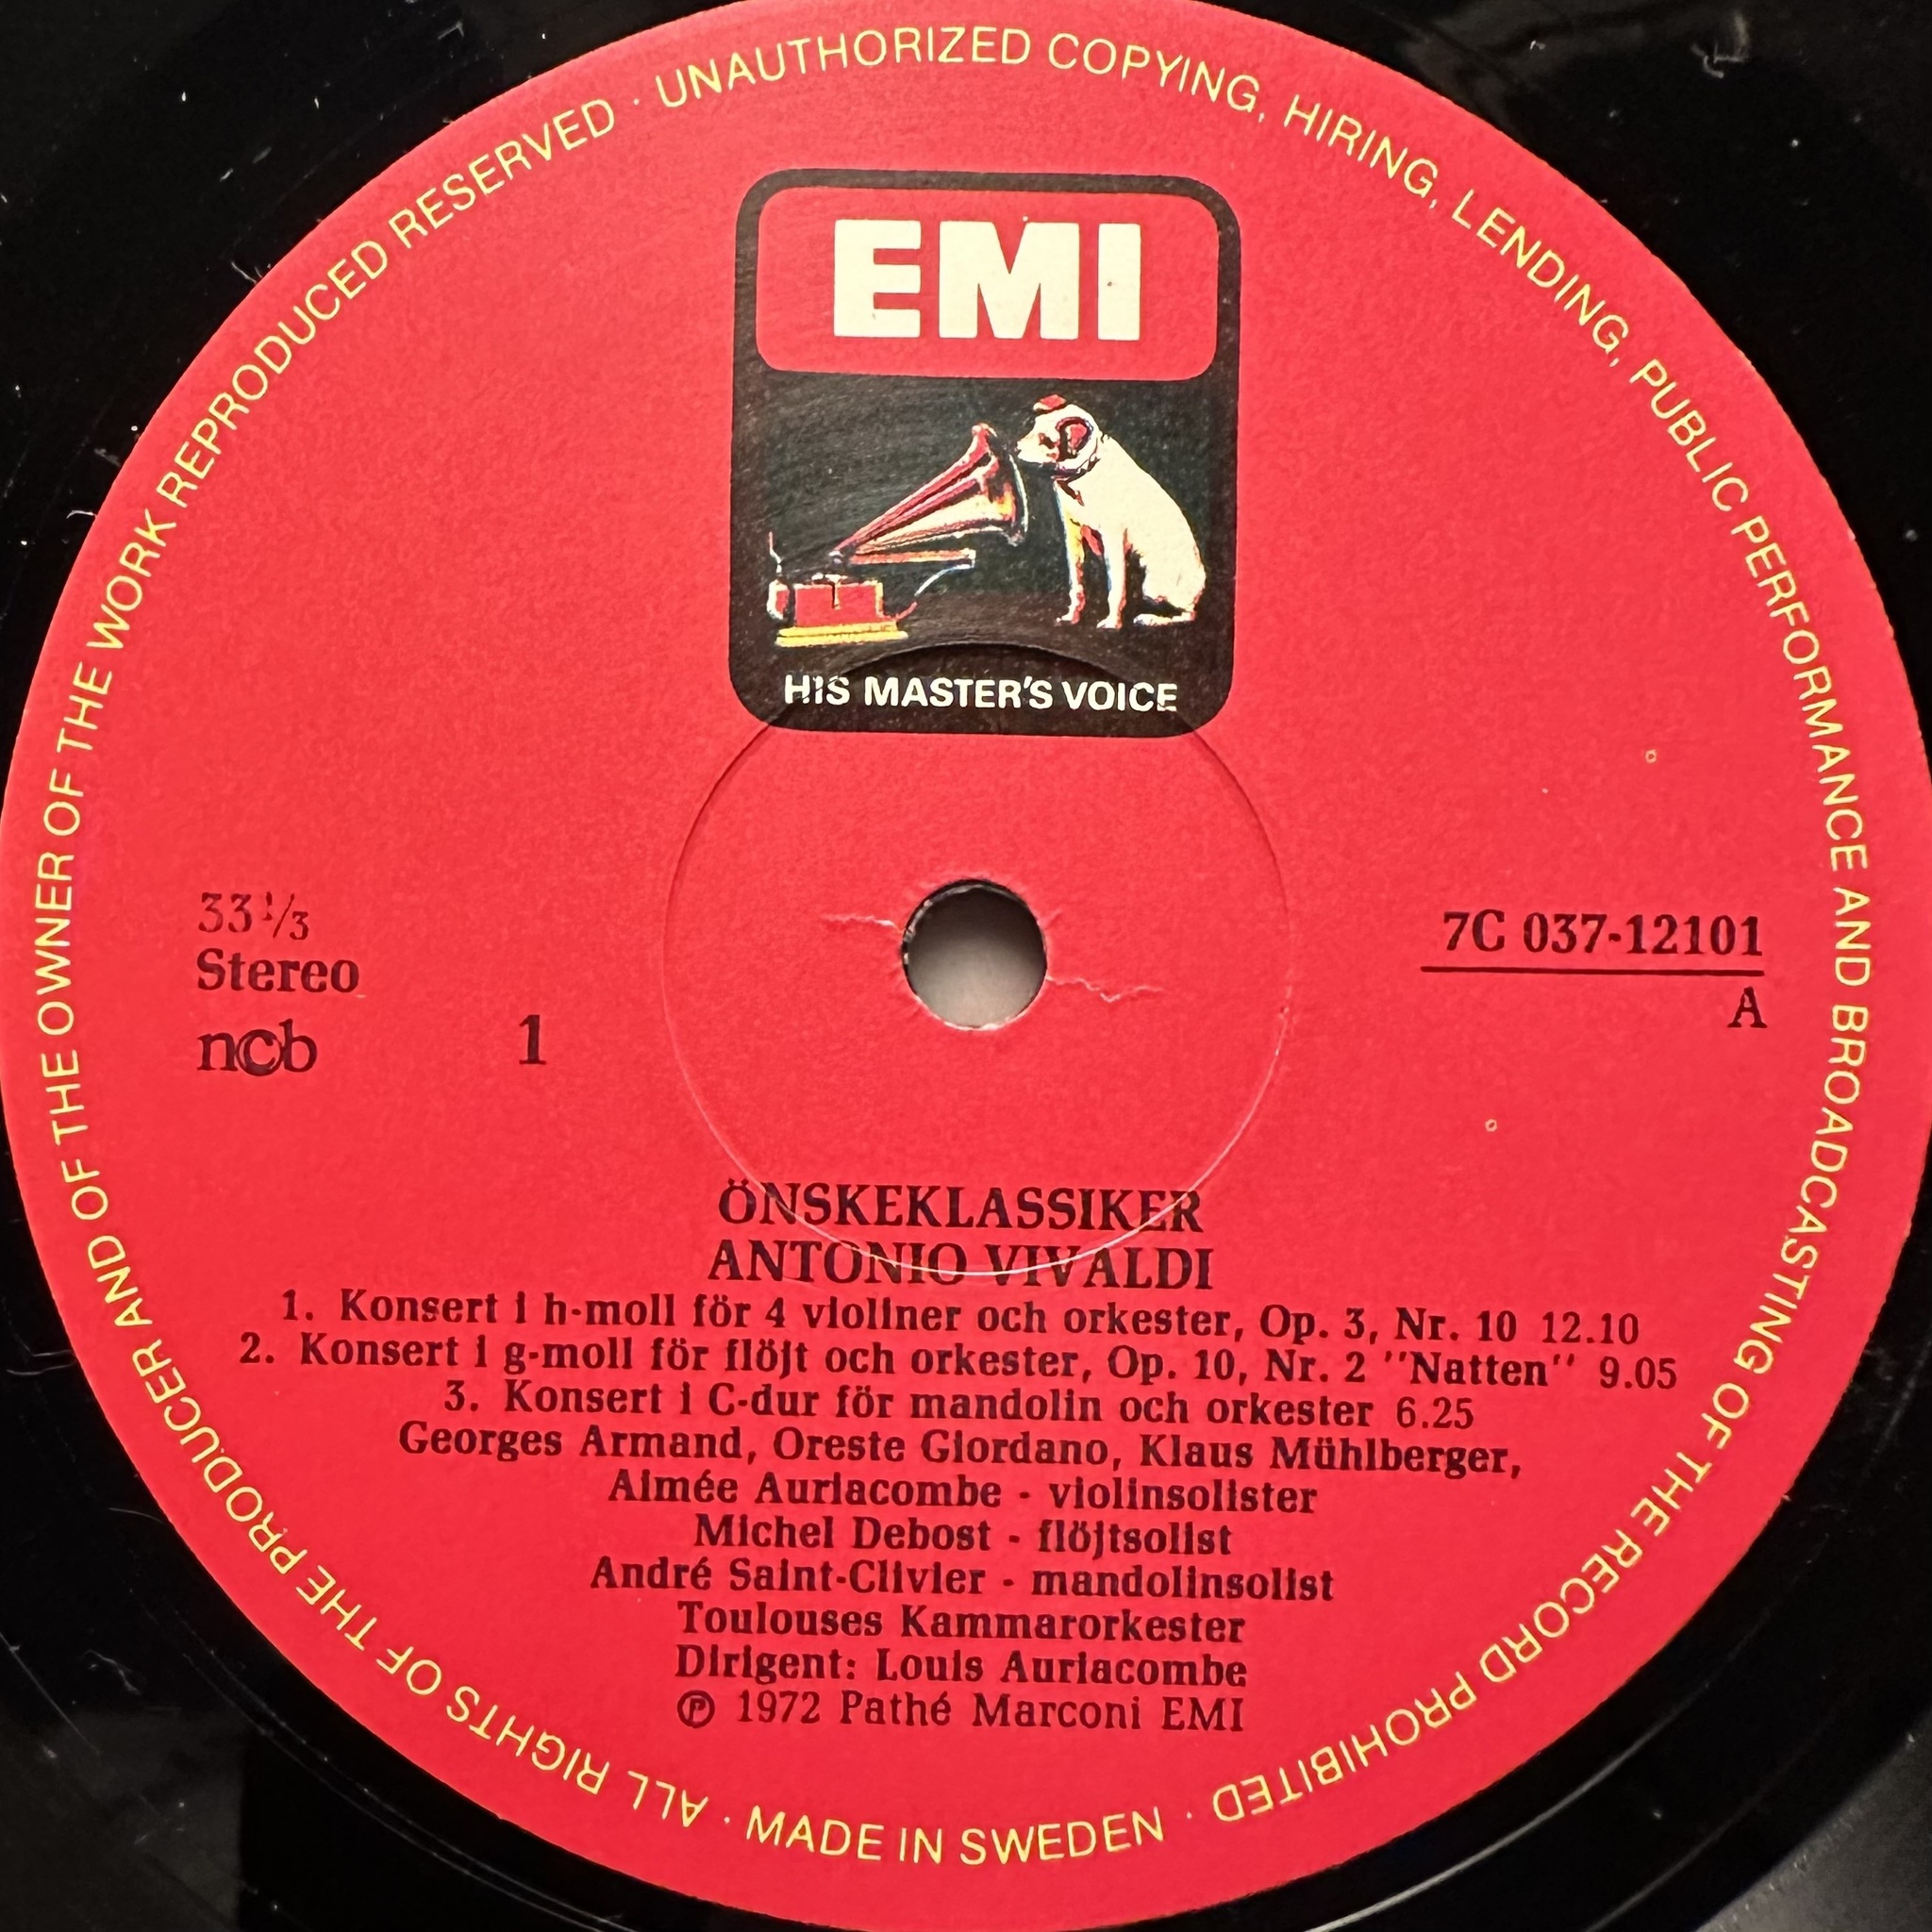 UNAUTHORIZED COPYING, HIRING, LENDING, PUBLIC PERFORMANCE AND BROADCASTING OF THE RECORD PROHIBITED · MADE IN SWEDEN · ALL RIGHTS OF THE PRODUCER AND OF THE OWNER OF THE WORK REPRODUCED RESERVED ·
EMI
HIS MASTER'S VOICE
33⅓
Stereo
ncb
1
7C 037-12101
A
ÖNSKEKLASSIKER
ANTONIO VIVALDI
1. Konsert i h-moll för 4 violiner och orkester, Op. 3, Nr. 10 12.10
2. Konsert i g-moll för flöjt och orkester, Op. 10, Nr. 2 "Natten" 9.05
3. Konsert i C-dur för mandolin och orkester 6.25
Georges Armand, Oreste Giordano, Klaus Mühlberger,
Aimée Auriacombe - violinsolister
Michel Debost - flöjtsolist
André Saint-Clivier - mandolinsolist
Toulouses Kammarorkester
Dirigent: Louis Auriacombe
℗ 1972 Pathé Marconi EMI